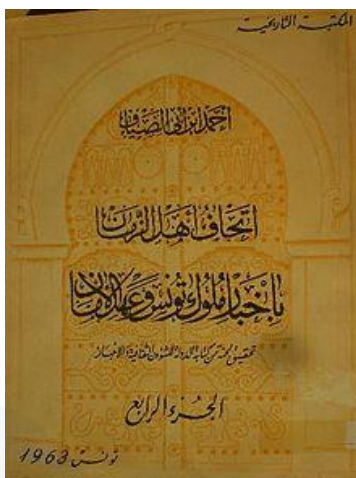 المكتبة التاريخية
أحمد ابن أبي الضياف
اتحاف أهل الزمان
بأخبار ملوك تونس وعهد الأمان
تحقيق لجنة من كتابة الدولة للشؤون الثقافية والأخبار
الجزء الرابع
تونس 1963